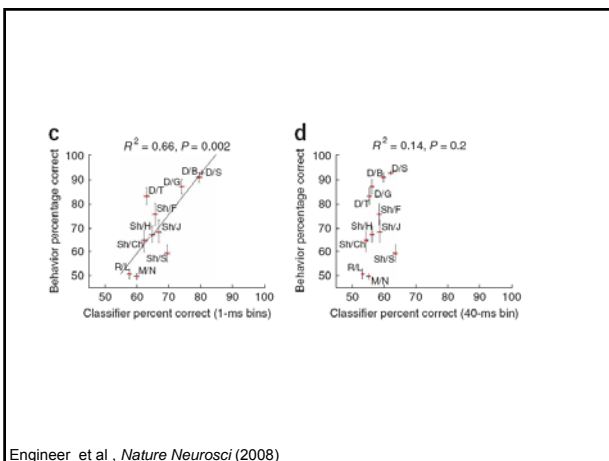 c
R² = 0.66, P = 0.002
Behavior percentage correct
100
90
80
70
60
50
D/B
D/S
D/G
D/T
Sh/F
Sh/H
Sh/J
Sh/Ch
Sh/S
R/L
M/N
50 60 70 80 90 100
Classifier percent correct (1-ms bins)
d
R² = 0.14, P = 0.2
Behavior percentage correct
100
90
80
70
60
50
D/S
D/B
D/G
D/T
Sh/F
Sh/H
Sh/J
Sh/Ch
Sh/S
R/L
M/N
50 60 70 80 90 100
Classifier percent correct (40-ms bin)
Engineer et al , Nature Neurosci (2008)